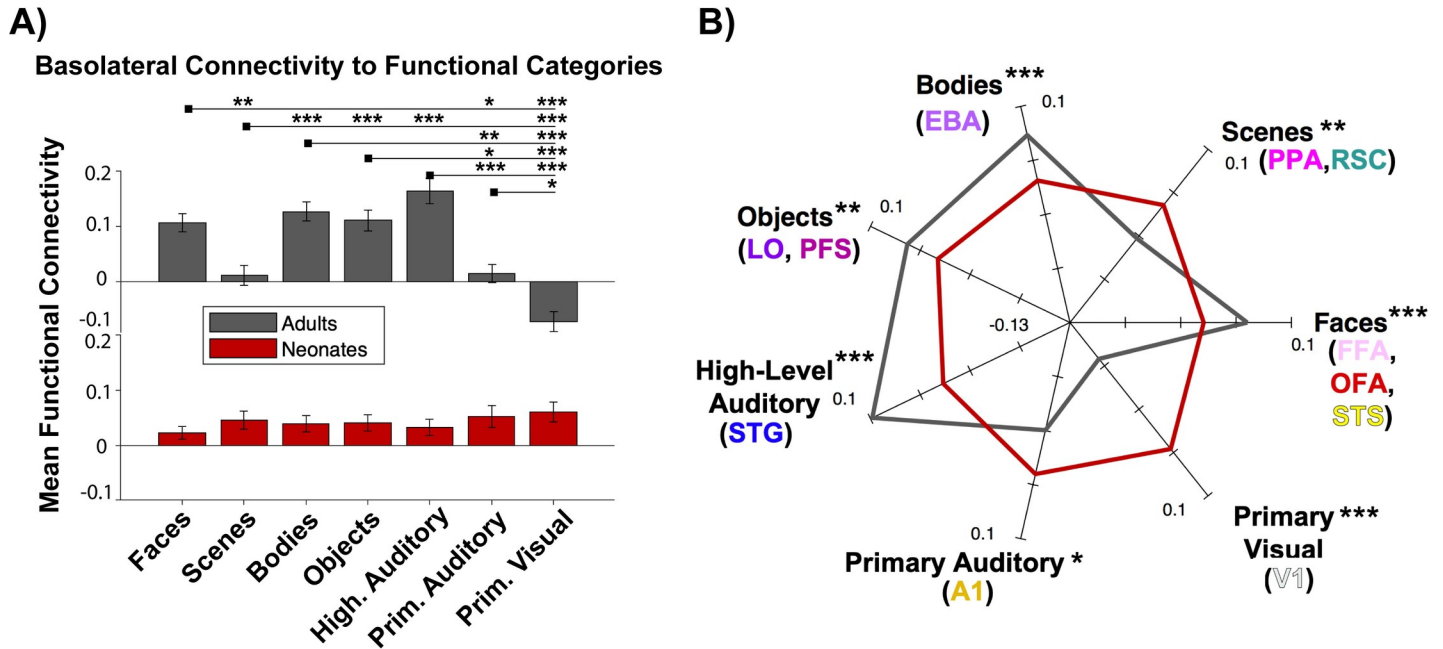 A)
Basolateral Connectivity to Functional Categories
** * ***
***
*** *** *** ***
** ***
* ***
*** ***
*
Mean Functional Connectivity
0.2
0.1
0
-0.1
Adults
Neonates
0.2
0.1
0
-0.1
Faces
Scenes
Bodies
Objects
High. Auditory
Prim. Auditory
Prim. Visual
B)
Bodies ***
(EBA)
0.1
Scenes **
(PPA,RSC)
0.1
Objects **
(LO, PFS)
0.1
-0.13
Faces ***
(FFA,
OFA,
STS)
0.1
High-Level ***
Auditory
(STG)
0.1
Primary Auditory *
(A1)
0.1
Primary ***
Visual
(V1)
0.1